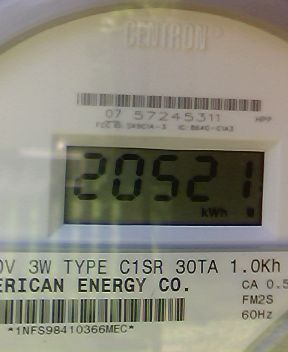 CENTRON
07 57245311 HPP
20521
kWh
0V 3W TYPE C1SR 30TA 1.0Kh
ERICAN ENERGY CO. CA 0.5
FM2S
60Hz
*1NFS98410366MEC*